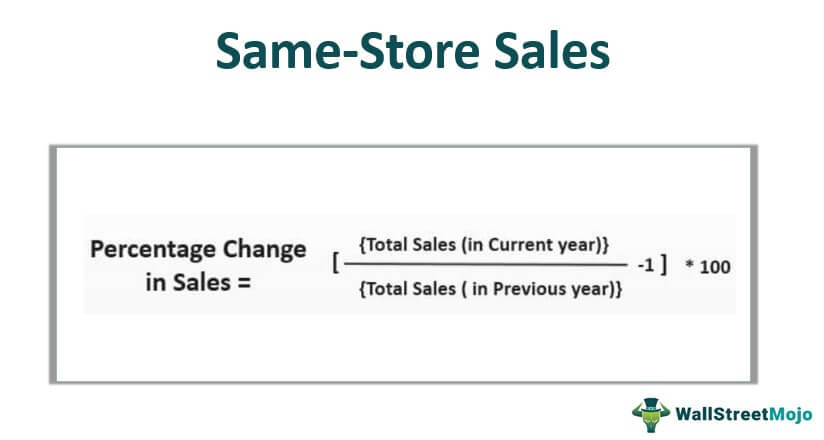 Same-Store Sales
Percentage Change
in Sales =
[
{Total Sales (in Current year)}
{Total Sales ( in Previous year)}
-1 ] * 100
WallStreetMojo